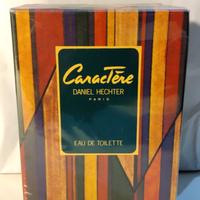 Caractère
DANIEL HECHTER
PARIS
EAU DE TOILETTE